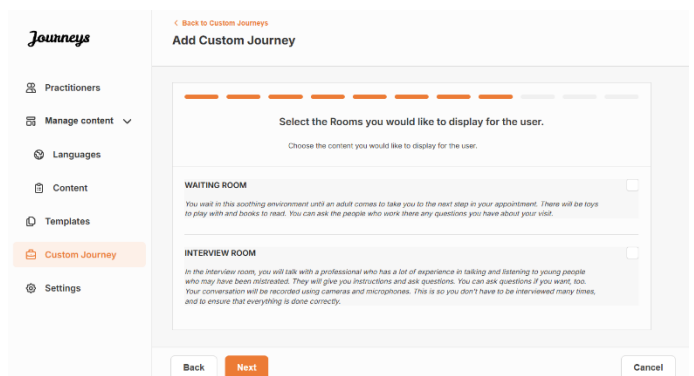 Journeys
Back to Custom Journeys
Add Custom Journey
Practitioners
Manage content
Languages
Content
Templates
Custom Journey
Settings
Select the Rooms you would like to display for the user.
Choose the content you would like to display for the user.
WAITING ROOM
You wait in this soothing environment until an adult comes to take you to the next step in your appointment. There will be toys
to play with and books to read. You can ask the people who work there any questions you have about your visit.
INTERVIEW ROOM
In the interview room, you will talk with a professional who has a lot of experience in talking and listening to young people
who may have been mistreated. They will give you instructions and ask questions. You can ask questions if you want, too.
Your conversation will be recorded using cameras and microphones. This is so you don't have to be interviewed many times,
and to ensure that everything is done correctly.
Back
Next
Cancel